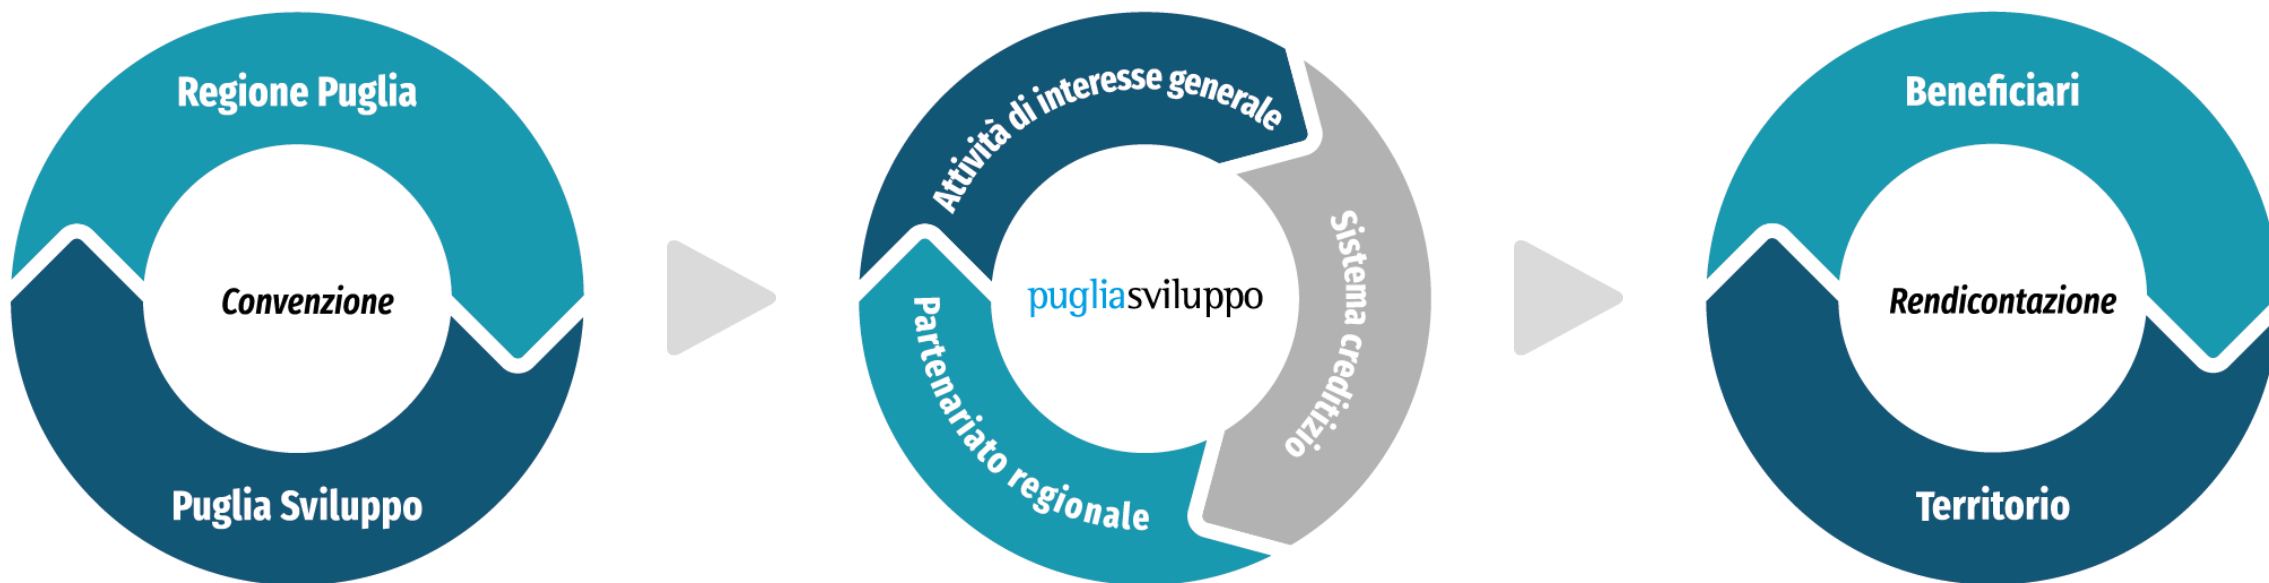 Regione Puglia
Convenzione
Puglia Sviluppo
Attività di interesse generale
Sistema creditizio
Partenariato regionale
pugliasviluppo
Beneficiari
Rendicontazione
Territorio